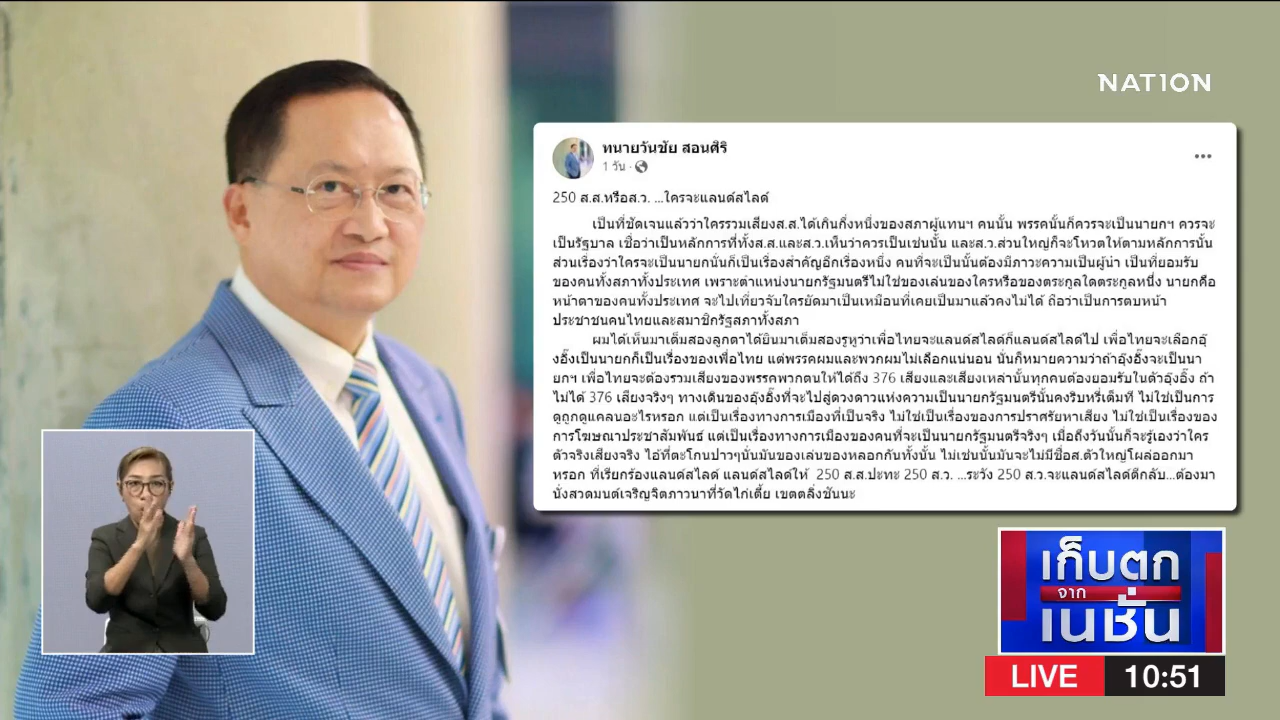 NATION
ทนายวันชัย สอนศิริ
1 วัน
250 ส.ส.หรือส.ว. ...ใครจะแลนด์สไลด์
เป็นที่ชัดเจนแล้วว่าใครรวมเสียงส.ส.ได้เกินกึ่งหนึ่งของสภาผู้แทนฯ คนนั้น พรรคนั้นก็ควรจะเป็นนายกฯ ควรจะ
เป็นรัฐบาล เชื่อว่าเป็นหลักการที่ทั้งส.ส.และส.ว.เห็นว่าควรเป็นเช่นนั้น และส.ว.ส่วนใหญ่ก็จะโหวตให้ตามหลักการนั้น
ส่วนเรื่องว่าใครจะเป็นนายกนั่นก็เป็นเรื่องสำคัญอีกเรื่องหนึ่ง คนที่จะเป็นนั้นต้องมีภาวะความเป็นผู้นำ เป็นที่ยอมรับ
ของคนทั้งสภาทั้งประเทศ เพราะตำแหน่งนายกรัฐมนตรีไม่ใช่ของเล่นของใครหรือของตระกูลใดตระกูลหนึ่ง นายกคือ
หน้าตาของคนทั้งประเทศ จะไปเที่ยวจับใครยัดมาเป็นเหมือนที่เคยเป็นมาแล้วคงไม่ได้ ถือว่าเป็นการตบหน้า
ประชาชนคนไทยและสมาชิกรัฐสภาทั้งสภา
ผมได้เห็นมาเต็มสองลูกตาได้ยินมาเต็มสองรูหูว่าเพื่อไทยจะแลนด์สไลด์ก็แลนด์สไลด์ไป เพื่อไทยจะเลือกอุ๊
งอิ๊งเป็นนายกก็เป็นเรื่องของเพื่อไทย แต่พรรคผมและพวกผมไม่เลือกแน่นอน นั่นก็หมายความว่าถ้าอุ๊งอิ๊งจะเป็นนา
ยกฯ เพื่อไทยจะต้องรวมเสียงของพรรคพวกตนให้ได้ถึง 376 เสียงและเสียงเหล่านั้นทุกคนต้องยอมรับในตัวอุ๊งอิ๊ง ถ้า
ไม่ได้ 376 เสียงจริงๆ ทางเดินของอุ๊งอิ๊งที่จะไปสู่ดวงดาวแห่งความเป็นนายกรัฐมนตรีนั้นคงริบหรี่เต็มที ไม่ใช่เป็นการ
ดูถูกดูแคลนอะไรหรอก แต่เป็นเรื่องทางการเมืองที่เป็นจริง ไม่ใช่เป็นเรื่องของการปราศรัยหาเสียง ไม่ใช่เป็นเรื่องของ
การโฆษณาประชาสัมพันธ์ แต่เป็นเรื่องทางการเมืองของคนที่จะเป็นนายกรัฐมนตรีจริงๆ เมื่อถึงวันนั้นก็จะรู้เองว่าใคร
ตัวจริงเสียงจริง ไอ้ที่ตะโกนปาวๆนั่นมันของเล่นของหลอกกันทั้งนั้น ไม่เช่นนั้นมันจะไม่มีชื่อส.ตัวใหญ่โผล่ออกมา
หรอก ที่เรียกร้องแลนด์สไลด์ แลนด์สไลด์ให้ 250 ส.ส.ปะทะ 250 ส.ว. ...ระวัง 250 ส.ว.จะแลนด์สไลด์ตีกลับ...ต้องมา
นั่งสวดมนต์เจริญจิตภาวนาที่วัดไก่เตี้ย เขตตลิ่งชันนะ
เก็บตก
จาก
เนชั่น
LIVE 10:51